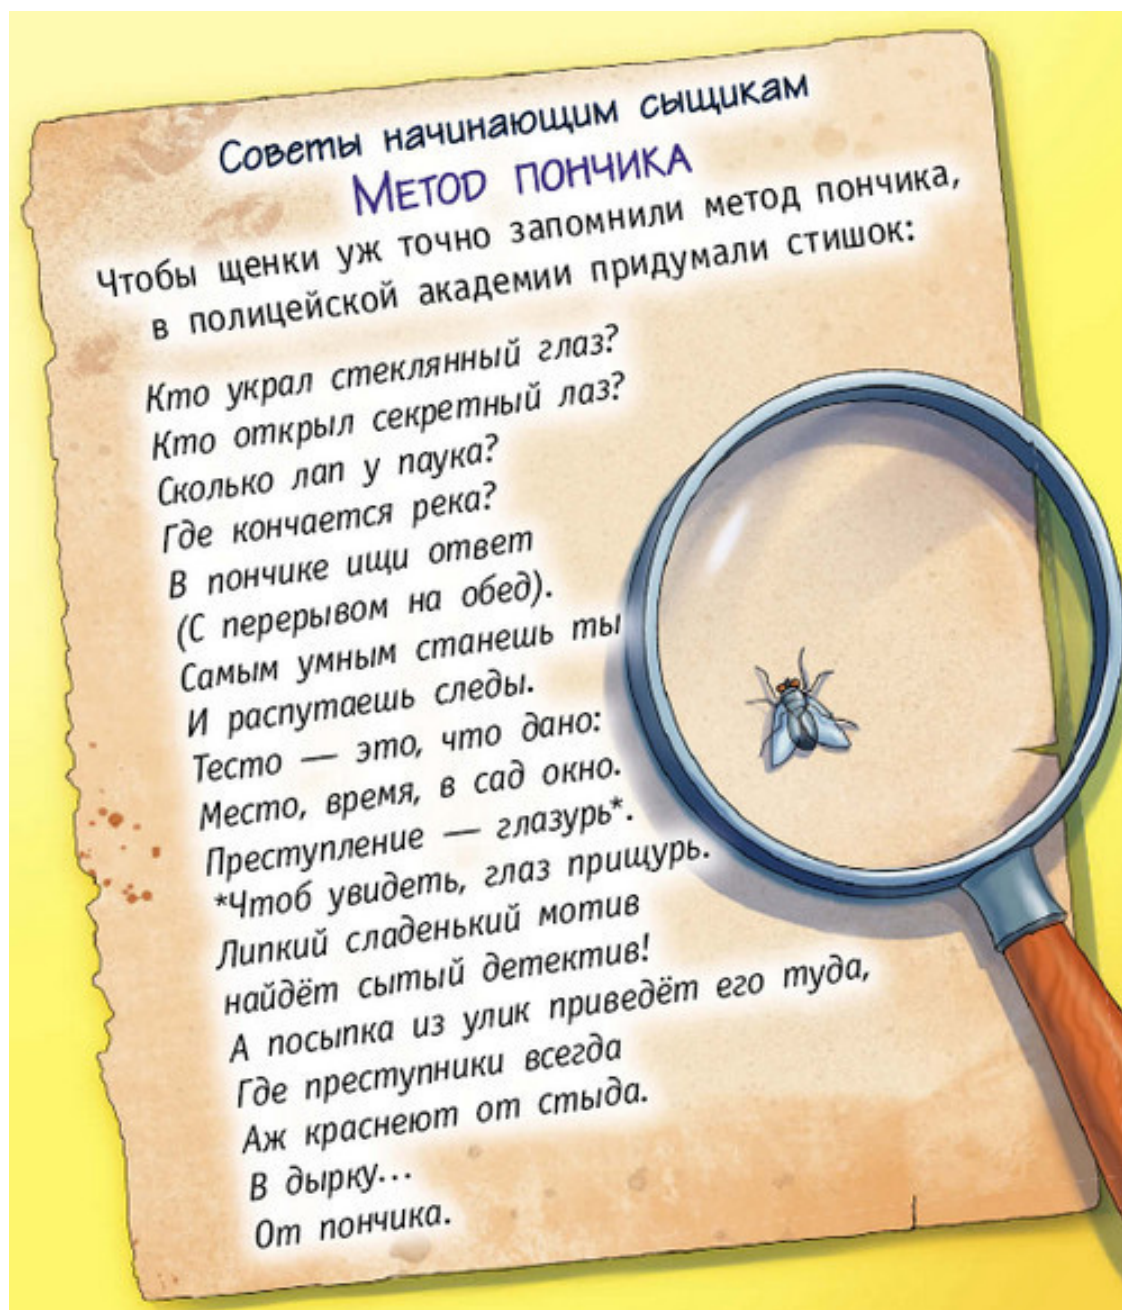 Советы начинающим сыщикам
Метод пончика
Чтобы щенки уж точно запомнили метод пончика,
в полицейской академии придумали стишок:
Кто украл стеклянный глаз?
Кто открыл секретный лаз?
Сколько лап у паука?
Где кончается река?
В пончике ищи ответ
(С перерывом на обед).
Самым умным станешь ты
И распутаешь следы.
Тесто — это, что дано:
Место, время, в сад окно.
Преступление — глазурь*.
*Чтоб увидеть, глаз прищурь.
Липкий сладенький мотив
найдёт сытый детектив!
А посыпка из улик приведёт его туда,
Где преступники всегда
Аж краснеют от стыда.
В дырку...
От пончика.